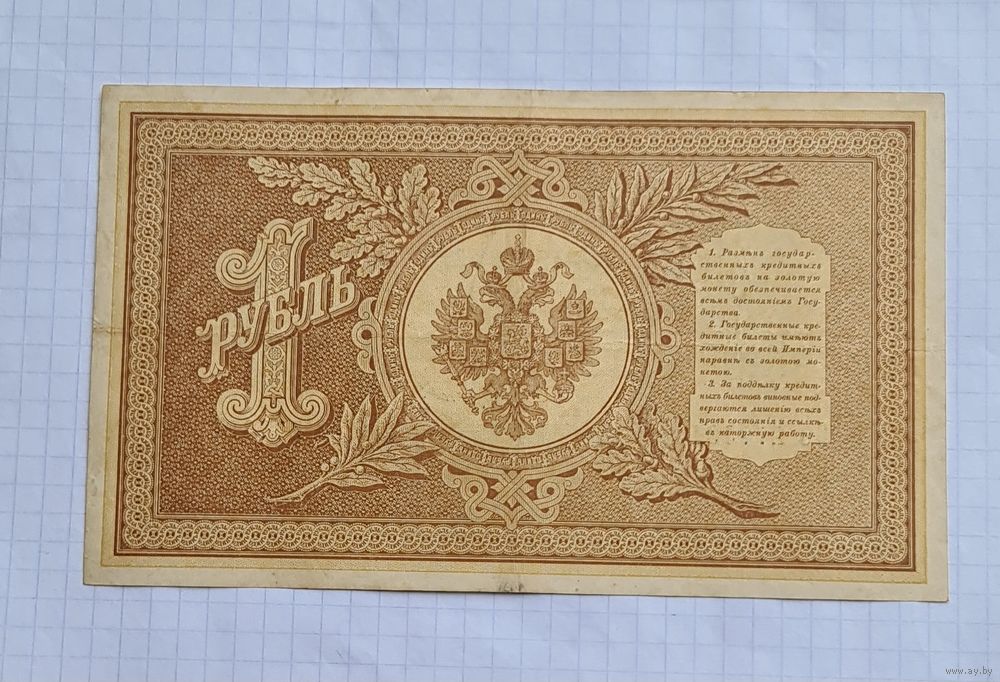 1
РУБЛЬ
1. Размѣнъ государ-
ственныхъ кредитныхъ
билетовъ на золотую
монету обезпечивается
всѣмъ достояніемъ Госу-
дарства.
2. Государственные кре-
дитные билеты имѣютъ
хожденіе во всей Имперіи
наравнѣ съ золотою мо-
нетою.
3. За поддѣлку кредит-
ныхъ билетовъ виновные под-
вергаются лишенію всѣхъ
правъ состоянія и ссылкѣ
въ каторжную работу.
www.ay.by